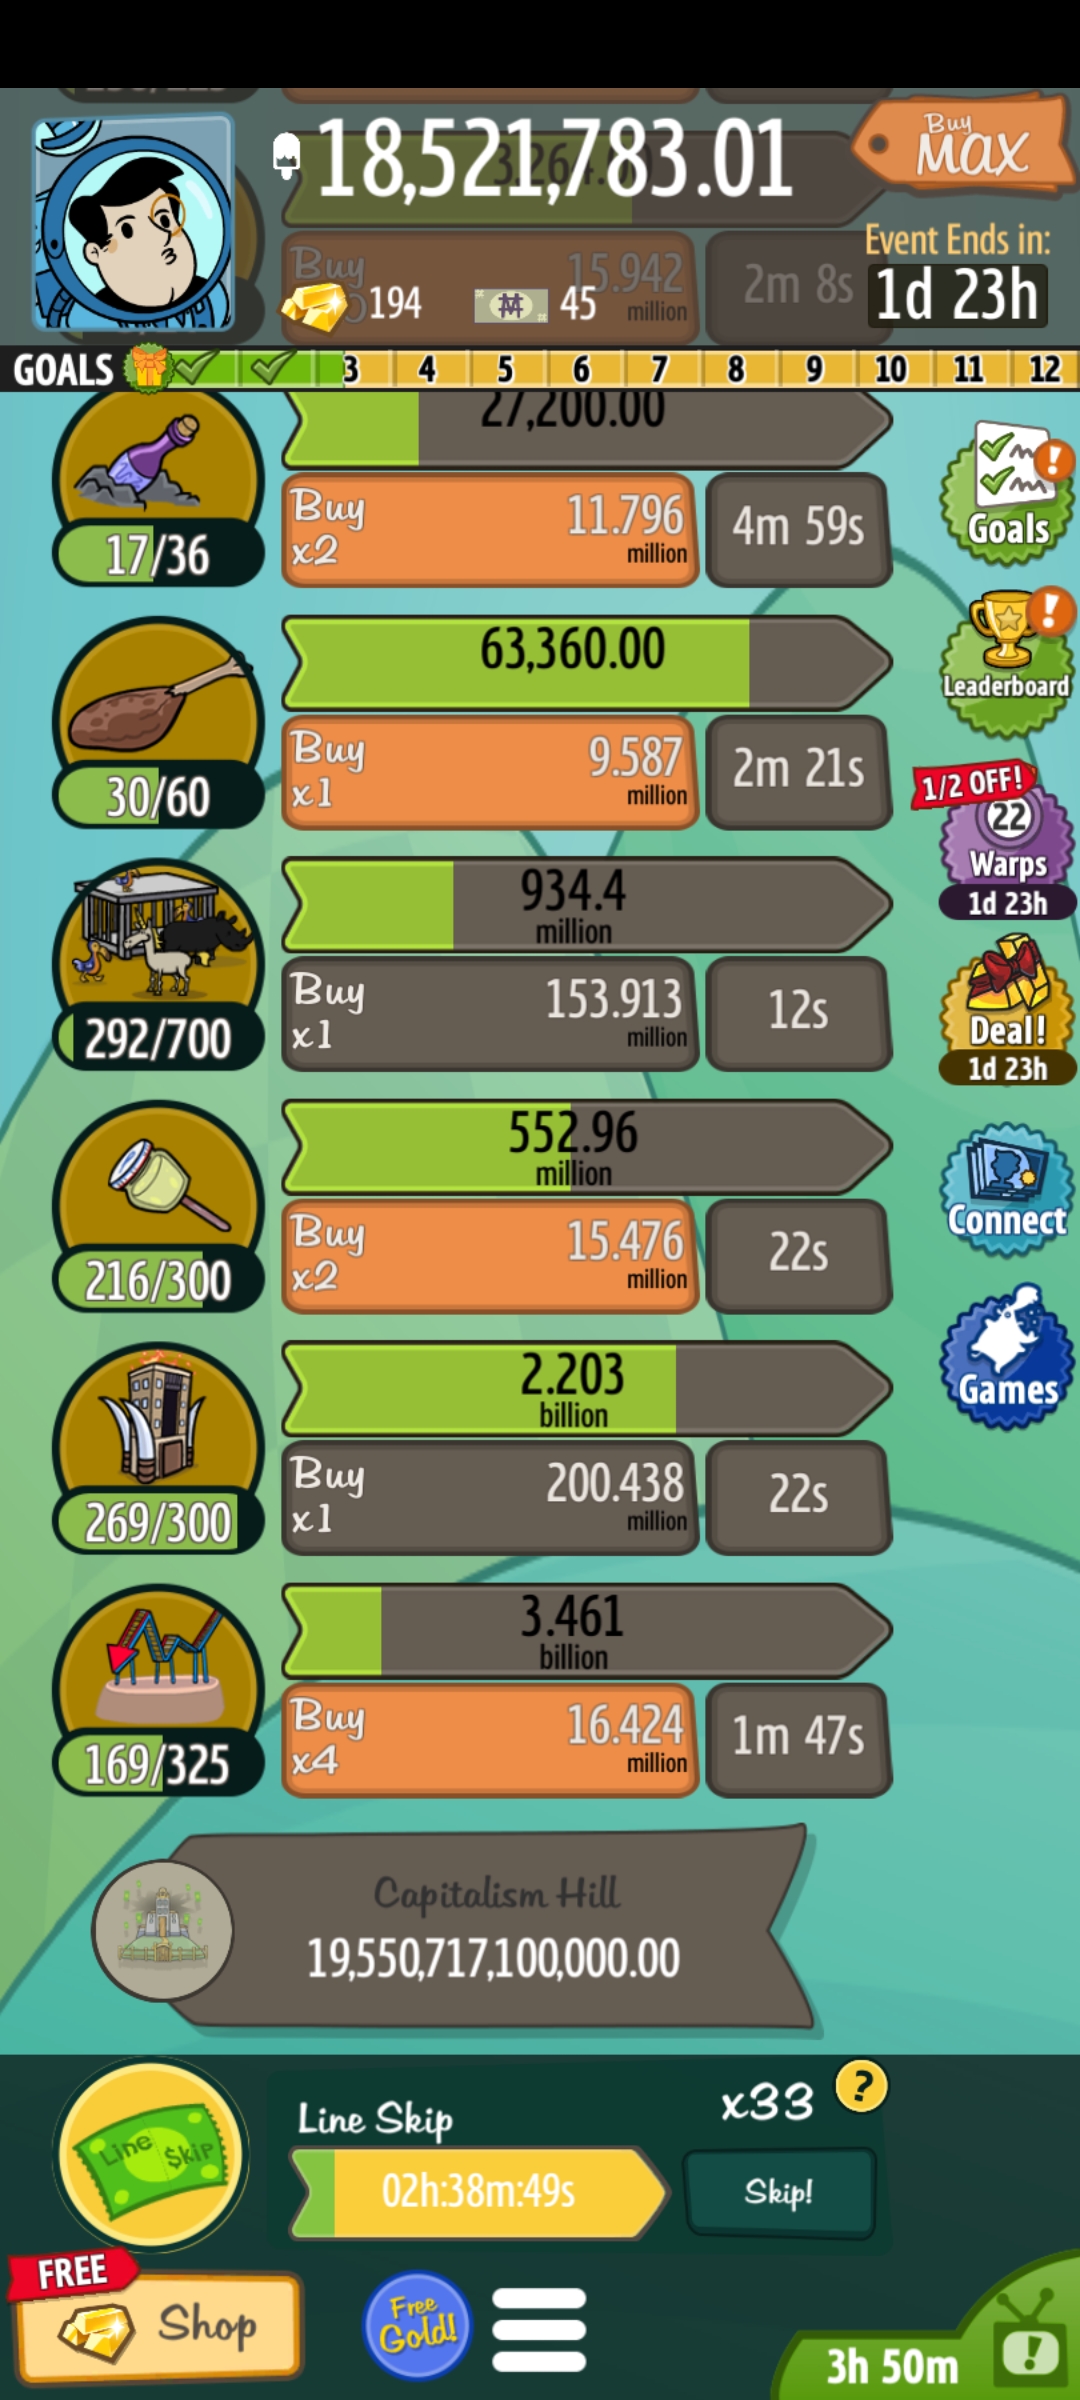 18,521,783.01
Buy
MAX
3,264.
Buy
15.942
million
2m 8s
Event Ends in:
1d 23h
194
45
GOALS
3 4 5 6 7 8 9 10 11 12
27,200.00
17/36
Buy
x2
11.796
million
4m 59s
Goals
63,360.00
30/60
Buy
x1
9.587
million
2m 21s
Leaderboard
1/2 OFF!
22
Warps
1d 23h
934.4
million
292/700
Buy
x1
153.913
million
12s
Deal!
1d 23h
552.96
million
216/300
Buy
x2
15.476
million
22s
Connect
2.203
billion
269/300
Buy
x1
200.438
million
22s
Games
3.461
billion
169/325
Buy
x4
16.424
million
1m 47s
Capitalism Hill
19,550,717,100,000.00
Line $kip
Line Skip
x33
?
02h:38m:49s
Skip!
FREE
Shop
Free
Gold!
3h 50m